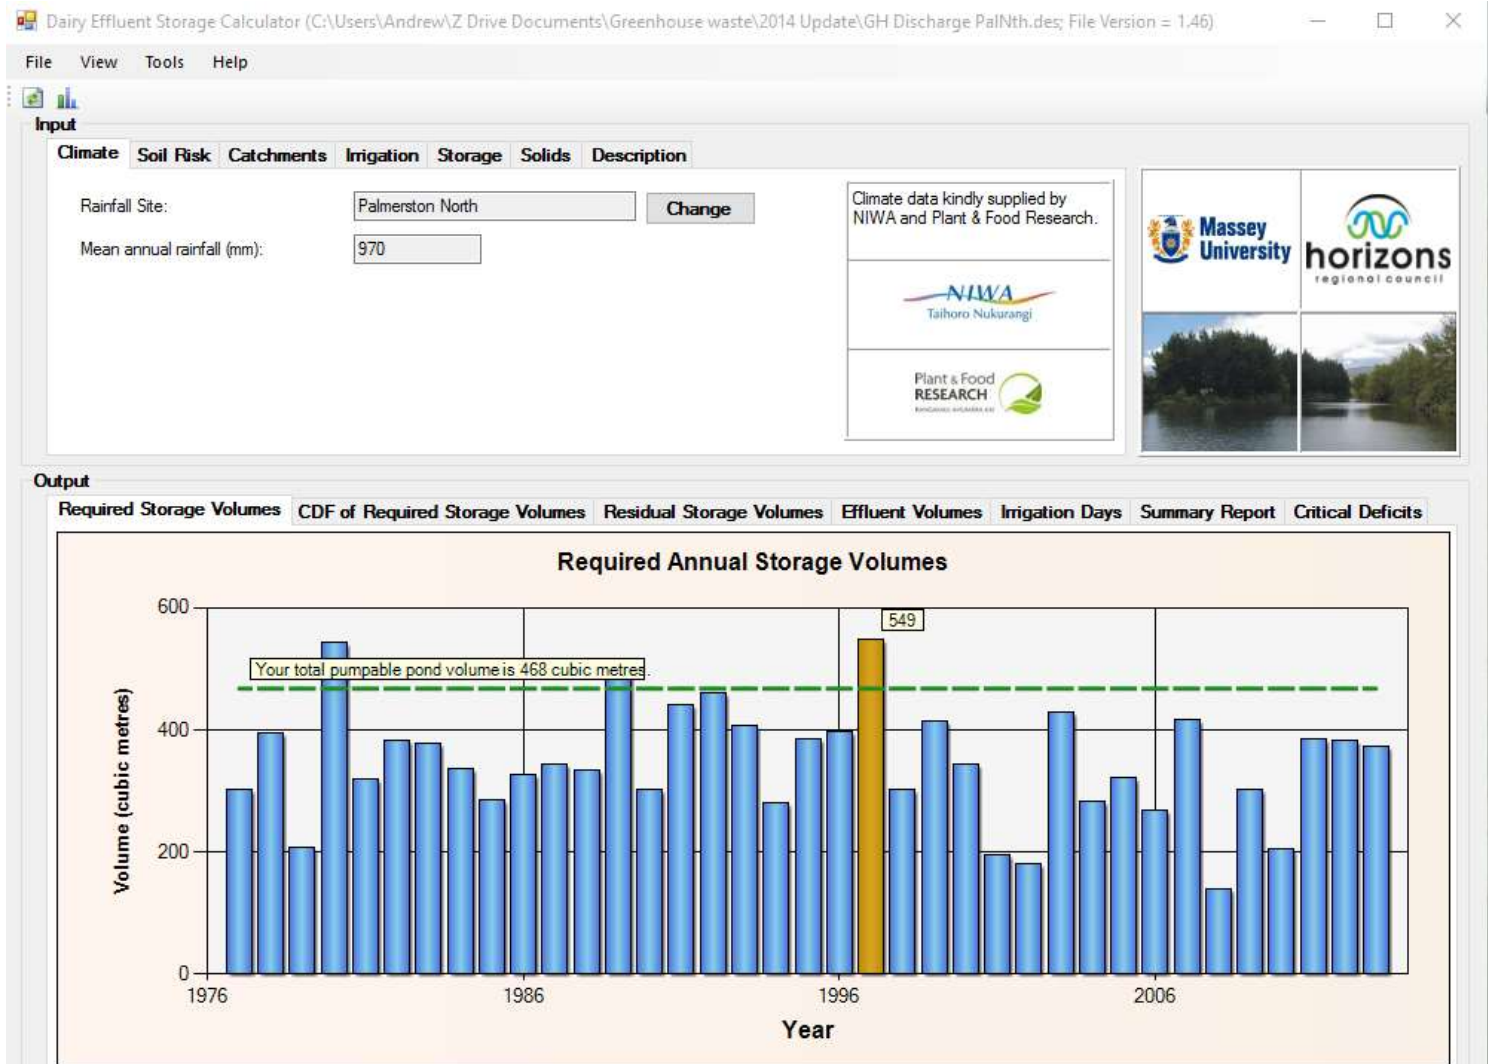 Dairy Effluent Storage Calculator (C:\Users\Andrew\Z Drive Documents\Greenhouse waste\2014 Update\GH Discharge PalNth.des; File Version = 1.46)
File View Tools Help
Input
Climate Soil Risk Catchments Irrigation Storage Solids Description
Rainfall Site:
Palmerston North
Change
Mean annual rainfall (mm):
970
Climate data kindly supplied by
NIWA and Plant & Food Research.
NIWA
Taihoro Nukurangi
Plant & Food
RESEARCH
Massey
University
horizons
regional council
Output
Required Storage Volumes CDF of Required Storage Volumes Residual Storage Volumes Effluent Volumes Irrigation Days Summary Report Critical Deficits
Required Annual Storage Volumes
600
549
Your total pumpable pond volume is 468 cubic metres.
400
200
0
Volume (cubic metres)
1976 1986 1996 2006
Year